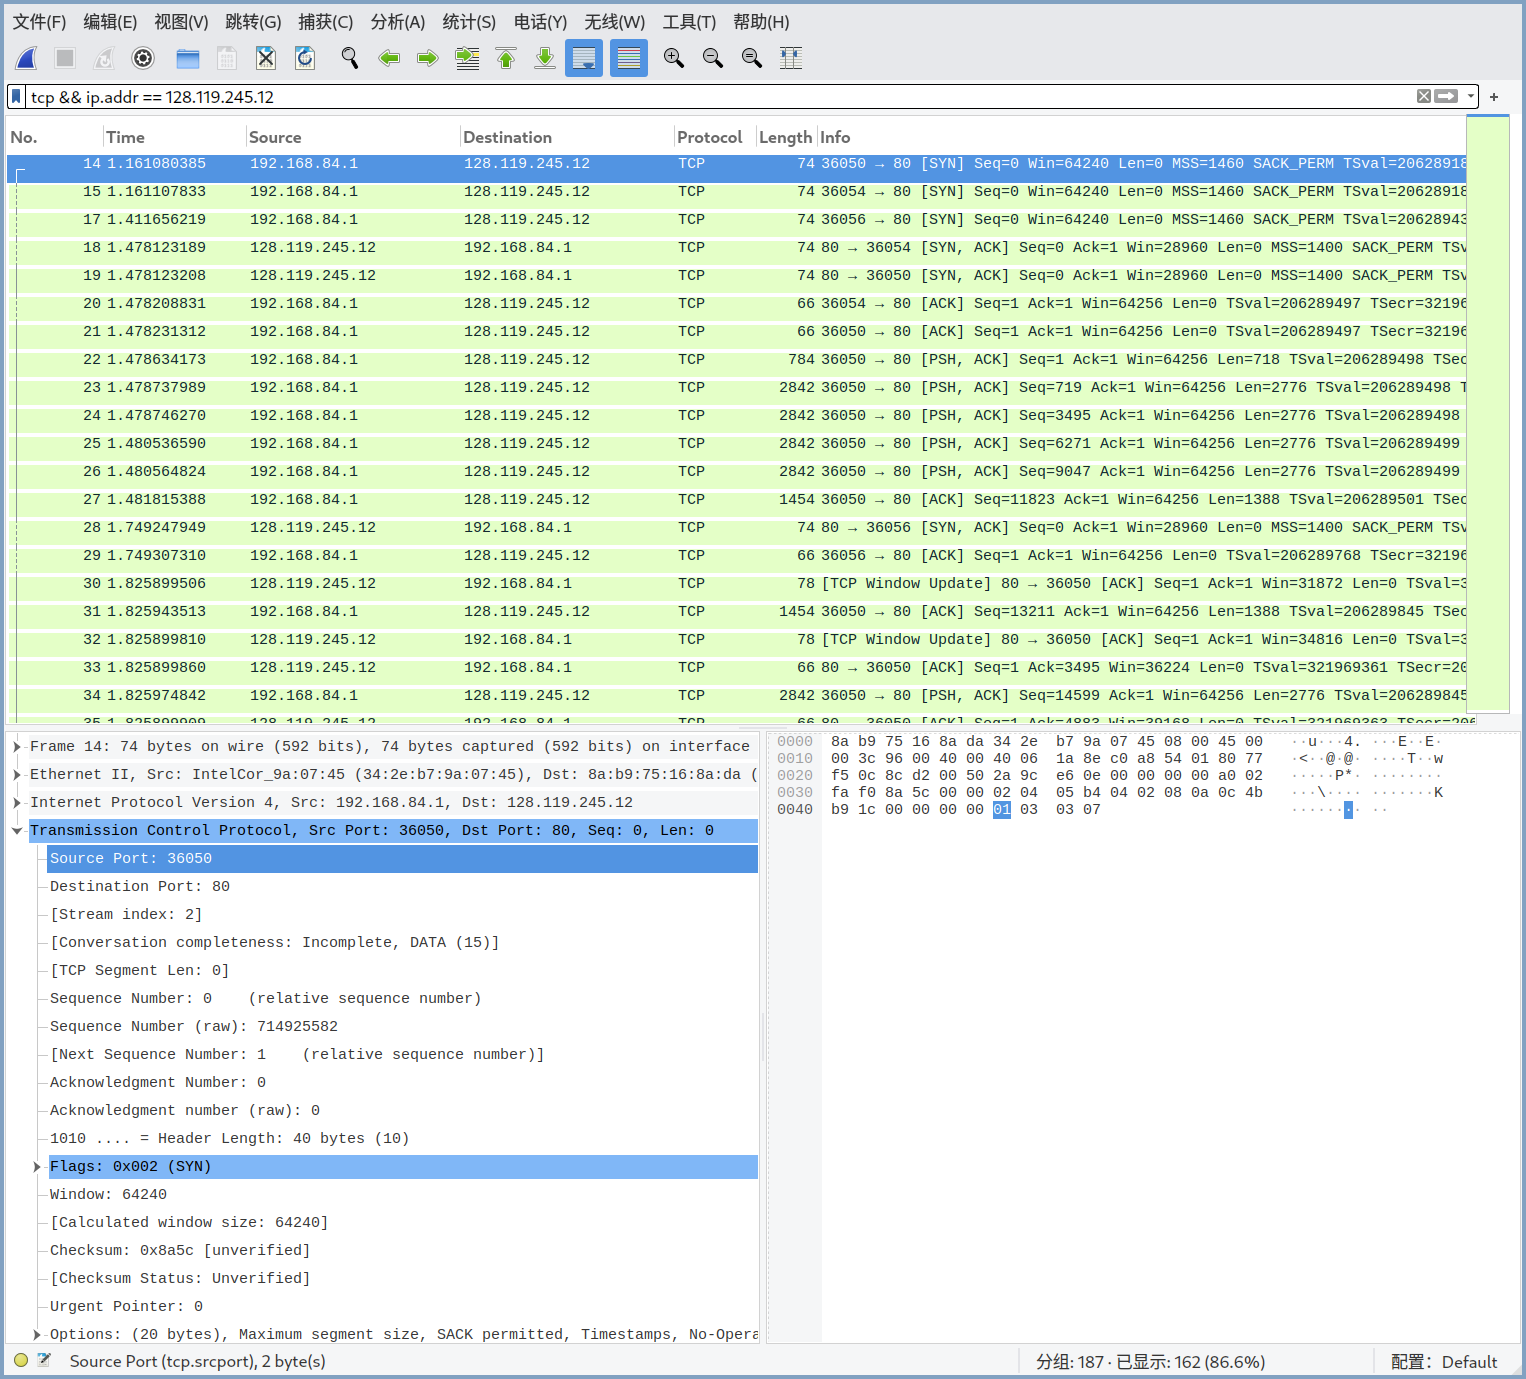 文件(F) 编辑(E) 视图(V) 跳转(G) 捕获(C) 分析(A) 统计(S) 电话(Y) 无线(W) 工具(T) 帮助(H)
tcp && ip.addr == 128.119.245.12
No. Time Source Destination Protocol Length Info
14 1.161080385 192.168.84.1 128.119.245.12 TCP 74 36050 → 80 [SYN] Seq=0 Win=64240 Len=0 MSS=1460 SACK_PERM TSval=20628918
15 1.161107833 192.168.84.1 128.119.245.12 TCP 74 36054 → 80 [SYN] Seq=0 Win=64240 Len=0 MSS=1460 SACK_PERM TSval=20628918
17 1.411656219 192.168.84.1 128.119.245.12 TCP 74 36056 → 80 [SYN] Seq=0 Win=64240 Len=0 MSS=1460 SACK_PERM TSval=20628943
18 1.478123189 128.119.245.12 192.168.84.1 TCP 74 80 → 36054 [SYN, ACK] Seq=0 Ack=1 Win=28960 Len=0 MSS=1400 SACK_PERM TSv
19 1.478123208 128.119.245.12 192.168.84.1 TCP 74 80 → 36050 [SYN, ACK] Seq=0 Ack=1 Win=28960 Len=0 MSS=1400 SACK_PERM TSv
20 1.478208831 192.168.84.1 128.119.245.12 TCP 66 36054 → 80 [ACK] Seq=1 Ack=1 Win=64256 Len=0 TSval=206289497 TSecr=32196
21 1.478231312 192.168.84.1 128.119.245.12 TCP 66 36050 → 80 [ACK] Seq=1 Ack=1 Win=64256 Len=0 TSval=206289497 TSecr=32196
22 1.478634173 192.168.84.1 128.119.245.12 TCP 784 36050 → 80 [PSH, ACK] Seq=1 Ack=1 Win=64256 Len=718 TSval=206289498 TSec
23 1.478737989 192.168.84.1 128.119.245.12 TCP 2842 36050 → 80 [PSH, ACK] Seq=719 Ack=1 Win=64256 Len=2776 TSval=206289498 T
24 1.478746270 192.168.84.1 128.119.245.12 TCP 2842 36050 → 80 [PSH, ACK] Seq=3495 Ack=1 Win=64256 Len=2776 TSval=206289498
25 1.480536590 192.168.84.1 128.119.245.12 TCP 2842 36050 → 80 [PSH, ACK] Seq=6271 Ack=1 Win=64256 Len=2776 TSval=206289499
26 1.480564824 192.168.84.1 128.119.245.12 TCP 2842 36050 → 80 [PSH, ACK] Seq=9047 Ack=1 Win=64256 Len=2776 TSval=206289499
27 1.481815388 192.168.84.1 128.119.245.12 TCP 1454 36050 → 80 [ACK] Seq=11823 Ack=1 Win=64256 Len=1388 TSval=206289501 TSec
28 1.749247949 128.119.245.12 192.168.84.1 TCP 74 80 → 36056 [SYN, ACK] Seq=0 Ack=1 Win=28960 Len=0 MSS=1400 SACK_PERM TSv
29 1.749307310 192.168.84.1 128.119.245.12 TCP 66 36056 → 80 [ACK] Seq=1 Ack=1 Win=64256 Len=0 TSval=206289768 TSecr=32196
30 1.825899506 128.119.245.12 192.168.84.1 TCP 78 [TCP Window Update] 80 → 36050 [ACK] Seq=1 Ack=1 Win=31872 Len=0 TSval=3
31 1.825943513 192.168.84.1 128.119.245.12 TCP 1454 36050 → 80 [ACK] Seq=13211 Ack=1 Win=64256 Len=1388 TSval=206289845 TSec
32 1.825899810 128.119.245.12 192.168.84.1 TCP 78 [TCP Window Update] 80 → 36050 [ACK] Seq=1 Ack=1 Win=34816 Len=0 TSval=3
33 1.825899860 128.119.245.12 192.168.84.1 TCP 66 80 → 36050 [ACK] Seq=1 Ack=3495 Win=36224 Len=0 TSval=321969361 TSecr=20
34 1.825974842 192.168.84.1 128.119.245.12 TCP 2842 36050 → 80 [PSH, ACK] Seq=14599 Ack=1 Win=64256 Len=2776 TSval=206289845
35 1.825899909 128.119.245.12 192.168.84.1 TCP 66 80 → 36050 [ACK] Seq=1 Ack=4883 Win=39168 Len=0 TSval=321969363 TSecr=206
Frame 14: 74 bytes on wire (592 bits), 74 bytes captured (592 bits) on interface
Ethernet II, Src: IntelCor_9a:07:45 (34:2e:b7:9a:07:45), Dst: 8a:b9:75:16:8a:da (
Internet Protocol Version 4, Src: 192.168.84.1, Dst: 128.119.245.12
Transmission Control Protocol, Src Port: 36050, Dst Port: 80, Seq: 0, Len: 0
Source Port: 36050
Destination Port: 80
[Stream index: 2]
[Conversation completeness: Incomplete, DATA (15)]
[TCP Segment Len: 0]
Sequence Number: 0    (relative sequence number)
Sequence Number (raw): 714925582
[Next Sequence Number: 1    (relative sequence number)]
Acknowledgment Number: 0
Acknowledgment number (raw): 0
1010 .... = Header Length: 40 bytes (10)
Flags: 0x002 (SYN)
Window: 64240
[Calculated window size: 64240]
Checksum: 0x8a5c [unverified]
[Checksum Status: Unverified]
Urgent Pointer: 0
Options: (20 bytes), Maximum segment size, SACK permitted, Timestamps, No-Opera
0000 8a b9 75 16 8a da 34 2e b7 9a 07 45 08 00 45 00 ··u···4. ···E··E·
0010 00 3c 96 00 40 00 40 06 1a 8e c0 a8 54 01 80 77 ·<··@·@· ····T··w
0020 f5 0c 8c d2 00 50 2a 9c e6 0e 00 00 00 00 a0 02 ·····P*· ········
0030 fa f0 8a 5c 00 00 02 04 05 b4 04 02 08 0a 0c 4b ···\···· ·······K
0040 b9 1c 00 00 00 00 01 03 03 07 ········ ··
Source Port (tcp.srcport), 2 byte(s)
分组: 187 · 已显示: 162 (86.6%)
配置： Default